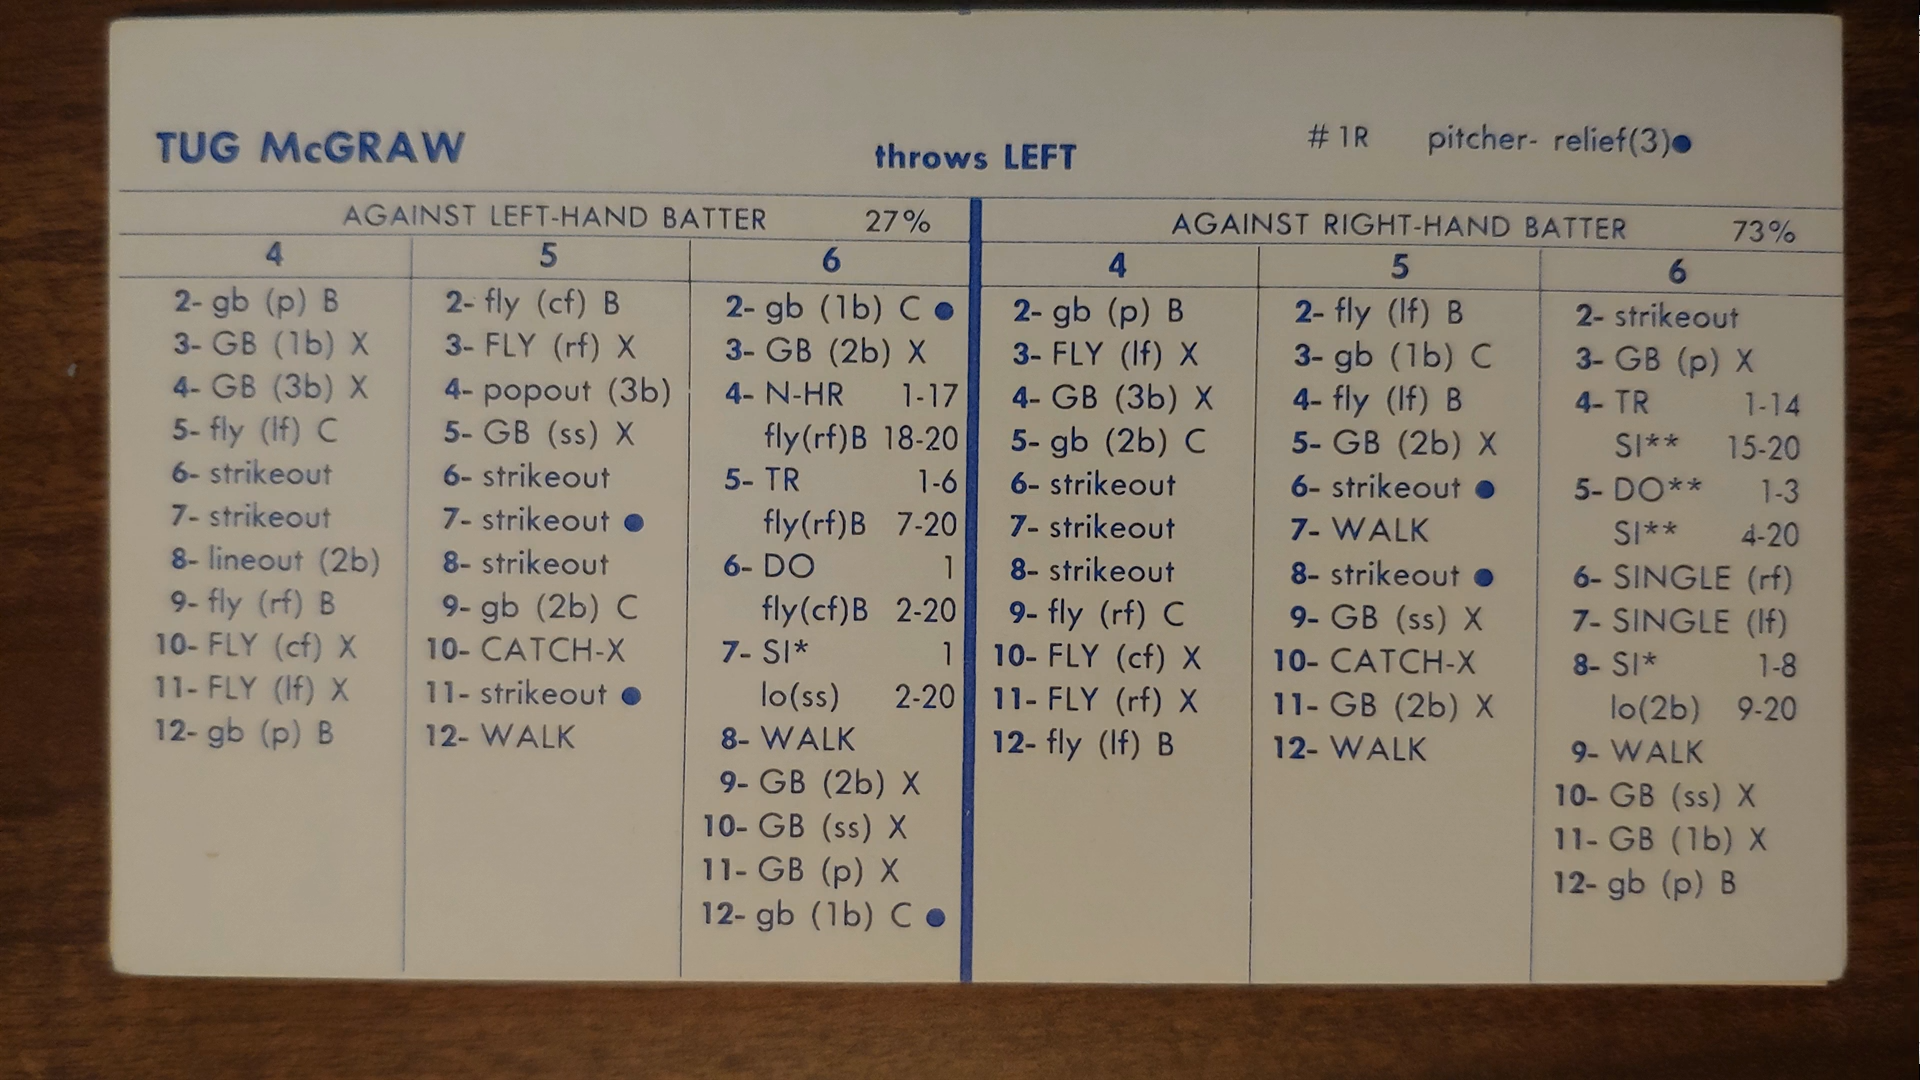 TUG McGRAW throws LEFT #1R pitcher- relief(3)●
AGAINST LEFT-HAND BATTER 27%
4
2- gb (p) B
3- GB (1b) X
4- GB (3b) X
5- fly (lf) C
6- strikeout
7- strikeout
8- lineout (2b)
9- fly (rf) B
10- FLY (cf) X
11- FLY (lf) X
12- gb (p) B
5
2- fly (cf) B
3- FLY (rf) X
4- popout (3b)
5- GB (ss) X
6- strikeout
7- strikeout ●
8- strikeout
9- gb (2b) C
10- CATCH-X
11- strikeout ●
12- WALK
6
2- gb (1b) C ●
3- GB (2b) X
4- N-HR 1-17
fly(rf)B 18-20
5- TR 1-6
fly(rf)B 7-20
6- DO 1
fly(cf)B 2-20
7- SI* 1
lo(ss) 2-20
8- WALK
9- GB (2b) X
10- GB (ss) X
11- GB (p) X
12- gb (1b) C ●
AGAINST RIGHT-HAND BATTER 73%
4
2- gb (p) B
3- FLY (lf) X
4- GB (3b) X
5- gb (2b) C
6- strikeout
7- strikeout
8- strikeout
9- fly (rf) C
10- FLY (cf) X
11- FLY (rf) X
12- fly (lf) B
5
2- fly (lf) B
3- gb (1b) C
4- fly (lf) B
5- GB (2b) X
6- strikeout ●
7- WALK
8- strikeout ●
9- GB (ss) X
10- CATCH-X
11- GB (2b) X
12- WALK
6
2- strikeout
3- GB (p) X
4- TR 1-14
SI** 15-20
5- DO** 1-3
SI** 4-20
6- SINGLE (rf)
7- SINGLE (lf)
8- SI* 1-8
lo(2b) 9-20
9- WALK
10- GB (ss) X
11- GB (1b) X
12- gb (p) B